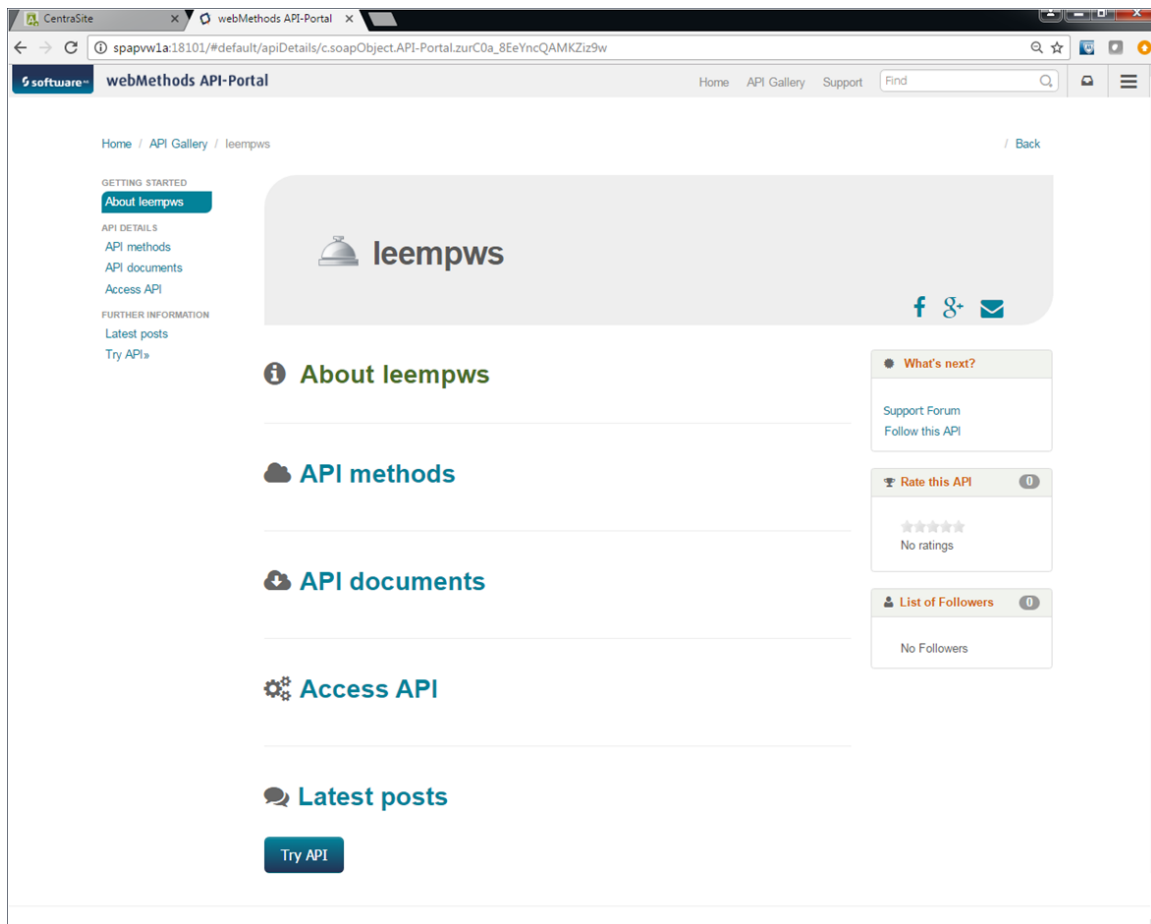 CentraSite
webMethods API-Portal
spapvw1a:18101/#default/apiDetails/c.soapObject.API-Portal.zurC0a_8EeYncQAMKZiz9w
software AG
webMethods API-Portal
Home API Gallery Support Find
Home / API Gallery / leempws
/ Back
GETTING STARTED
About leempws
API DETAILS
API methods
API documents
Access API
FURTHER INFORMATION
Latest posts
Try API»
leempws
About leempws
API methods
API documents
Access API
Latest posts
Try API
What's next?
Support Forum
Follow this API
Rate this API 0
No ratings
List of Followers 0
No Followers